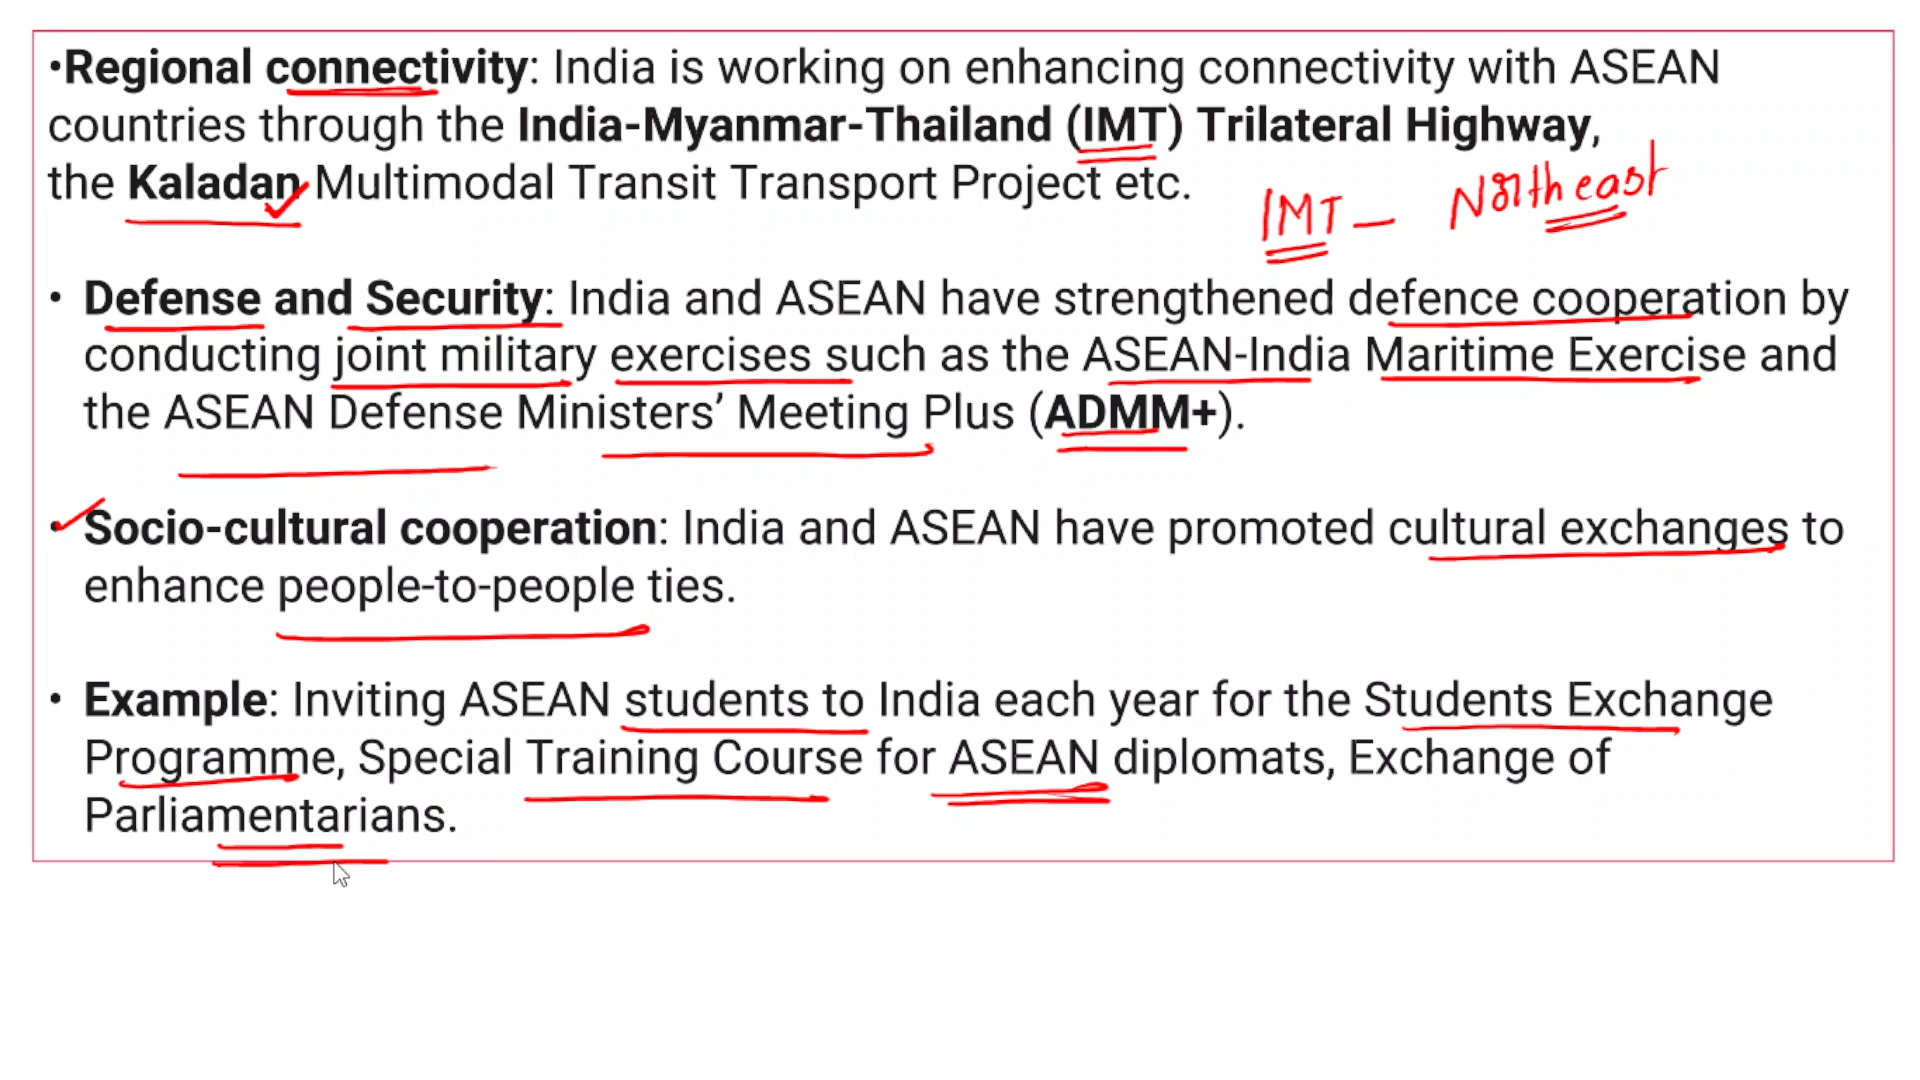 •Regional connectivity: India is working on enhancing connectivity with ASEAN
countries through the India-Myanmar-Thailand (IMT) Trilateral Highway,
the Kaladan Multimodal Transit Transport Project etc.
IMT — Northeast
• Defense and Security: India and ASEAN have strengthened defence cooperation by
conducting joint military exercises such as the ASEAN-India Maritime Exercise and
the ASEAN Defense Ministers’ Meeting Plus (ADMM+).
• Socio-cultural cooperation: India and ASEAN have promoted cultural exchanges to
enhance people-to-people ties.
• Example: Inviting ASEAN students to India each year for the Students Exchange
Programme, Special Training Course for ASEAN diplomats, Exchange of
Parliamentarians.